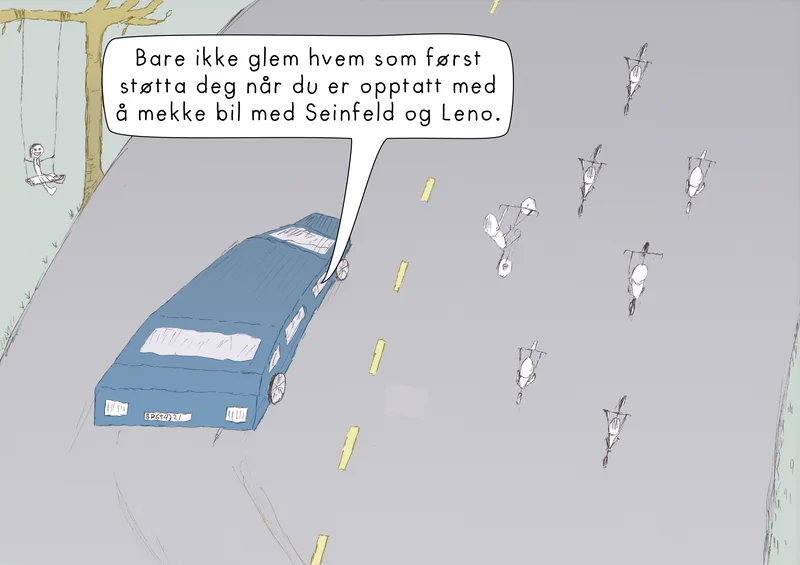 Bare ikke glem hvem som først
støtta deg når du er opptatt med
å mekke bil med Seinfeld og Leno.